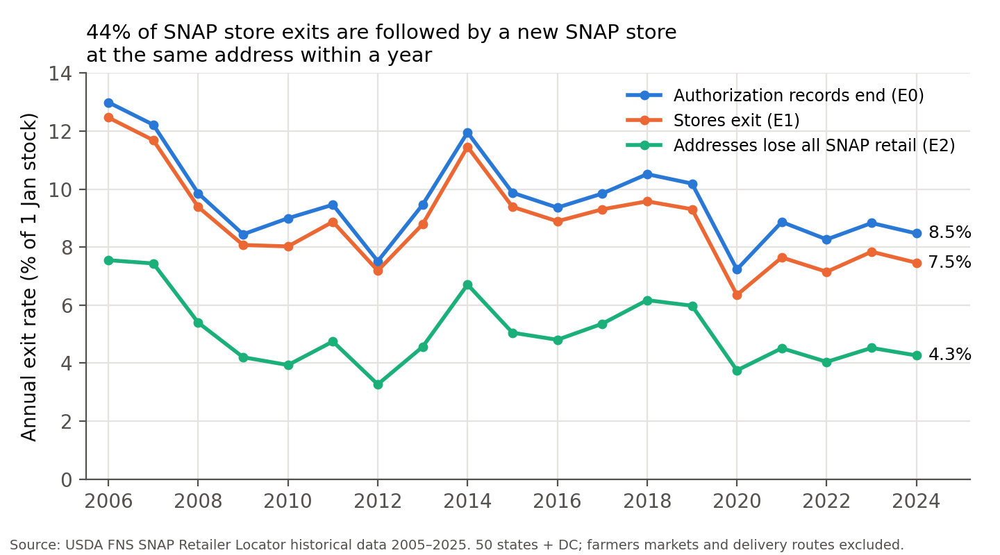 44% of SNAP store exits are followed by a new SNAP store
at the same address within a year
Annual exit rate (% of 1 Jan stock)
14
12
10
8
6
4
2
0
Authorization records end (E0)
Stores exit (E1)
Addresses lose all SNAP retail (E2)
8.5%
7.5%
4.3%
2006 2008 2010 2012 2014 2016 2018 2020 2022 2024
Source: USDA FNS SNAP Retailer Locator historical data 2005–2025. 50 states + DC; farmers markets and delivery routes excluded.